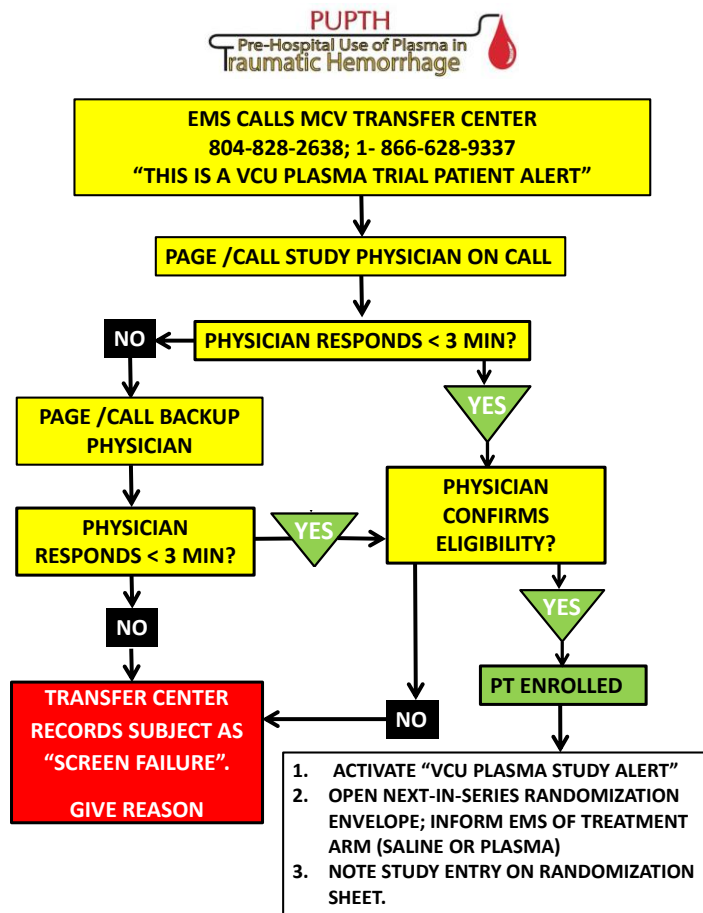 PUPTH
Pre-Hospital Use of Plasma in
Traumatic Hemorrhage
EMS CALLS MCV TRANSFER CENTER
804-828-2638; 1- 866-628-9337
“THIS IS A VCU PLASMA TRIAL PATIENT ALERT”
PAGE /CALL STUDY PHYSICIAN ON CALL
NO
PHYSICIAN RESPONDS < 3 MIN?
YES
PAGE /CALL BACKUP
PHYSICIAN
PHYSICIAN
RESPONDS < 3 MIN?
YES
PHYSICIAN
CONFIRMS
ELIGIBILITY?
NO
YES
TRANSFER CENTER
RECORDS SUBJECT AS
“SCREEN FAILURE”.
GIVE REASON
NO
PT ENROLLED
1. ACTIVATE “VCU PLASMA STUDY ALERT”
2. OPEN NEXT-IN-SERIES RANDOMIZATION
ENVELOPE; INFORM EMS OF TREATMENT
ARM (SALINE OR PLASMA)
3. NOTE STUDY ENTRY ON RANDOMIZATION
SHEET.